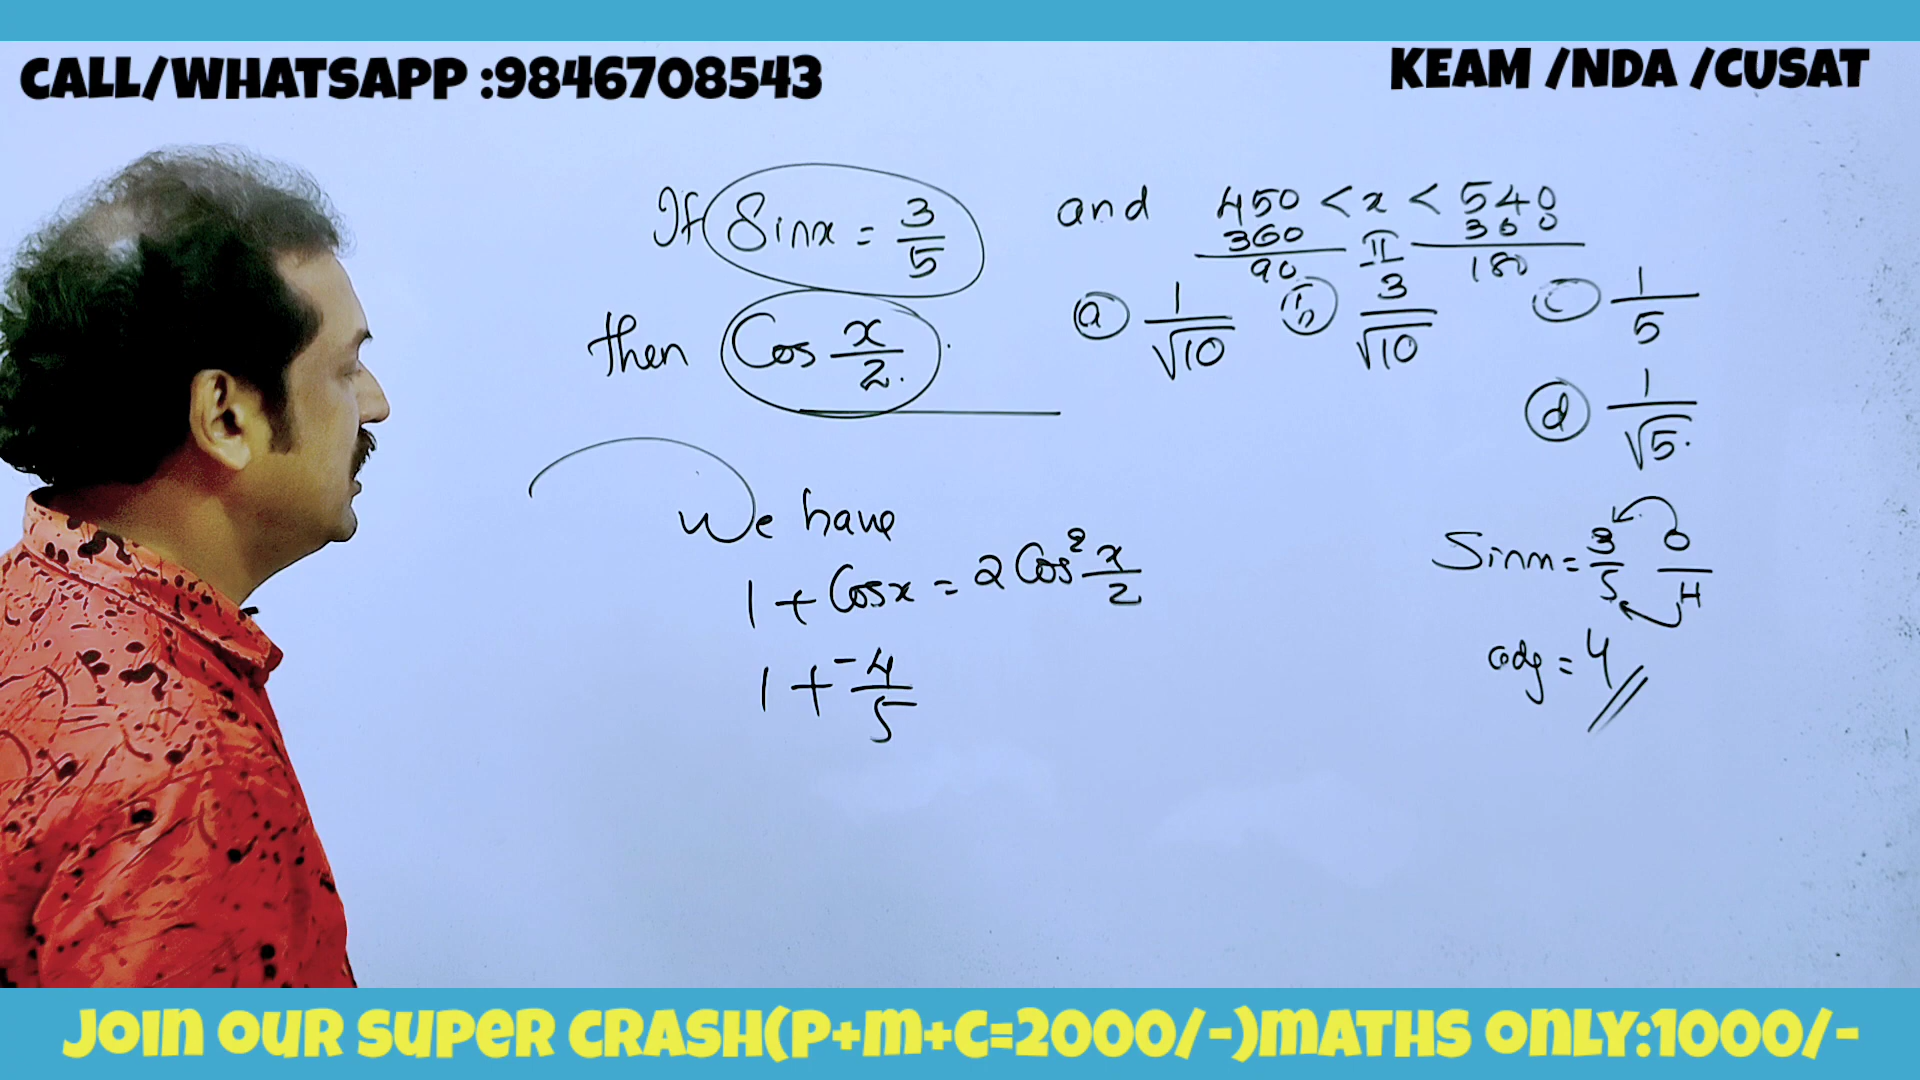 CALL/WHATSAPP :9846708543
KEAM /NDA /CUSAT
If Sinx = 3/5 and 450 < x < 540
360 II 360
90 180
then Cos x/2.
a 1/√10 b 3/√10 c 1/5
d 1/√5.
We have
1 + Cosx = 2 Cos² x/2
1 + -4/5
Sinx = 3/5 O/H
adj = 4
JOIN OUR SUPER CRASH(P+M+C=2000/-)MATHS ONLY:1000/-